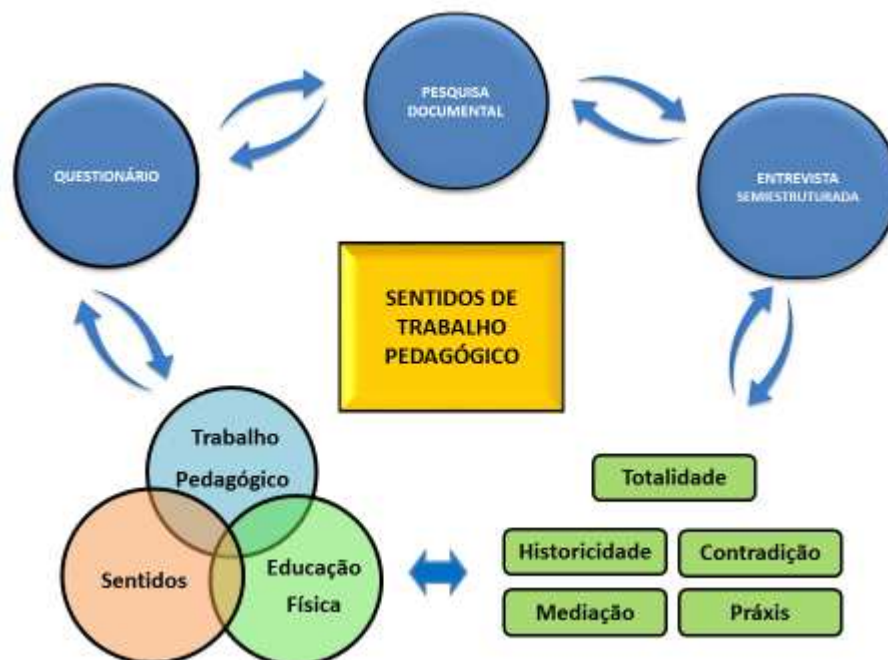 PESQUISA
DOCUMENTAL
QUESTIONÁRIO
ENTREVISTA
SEMIESTRUTURADA
SENTIDOS DE
TRABALHO
PEDAGÓGICO
Trabalho
Pedagógico
Sentidos
Educação
Física
Totalidade
Historicidade
Contradição
Mediação
Práxis